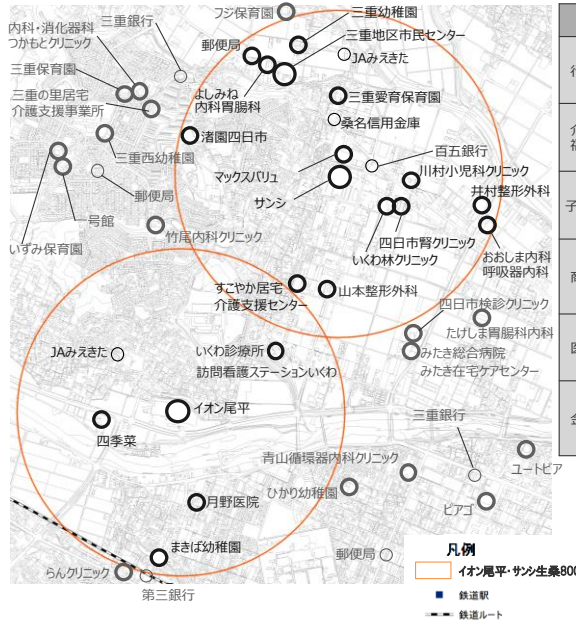 フジ保育園
三重幼稚園
三重銀行
郵便局
三重地区市民センター
内科・消化器科
つかもとクリニック
JAみえきた
三重保育園
よしみね
内科胃腸科
三重愛育保育園
三重の里居宅
介護支援事業所
桑名信用金庫
渚園四日市
三重西幼稚園
百五銀行
マックスバリュ
川村小児科クリニック
郵便局
サンシ
井村整形外科
一号館
四日市腎クリニック
いくわ林クリニック
竹尾内科クリニック
いずみ保育園
おおしま内科
呼吸器内科
すこやか居宅
介護支援センター
山本整形外科
四日市検診クリニック
たけしま胃腸科内科
JAみえきた
いくわ診療所
訪問看護ステーションいくわ
みたき総合病院
みたき在宅ケアセンター
イオン尾平
四季菜
三重銀行
青山循環器内科クリニック
ユートピア
ひかり幼稚園
ピアゴ
月野医院
まきば幼稚園
郵便局
らんクリニック
第三銀行
凡例
イオン尾平・サンシ生桑800
鉄道駅
鉄道ルート
子